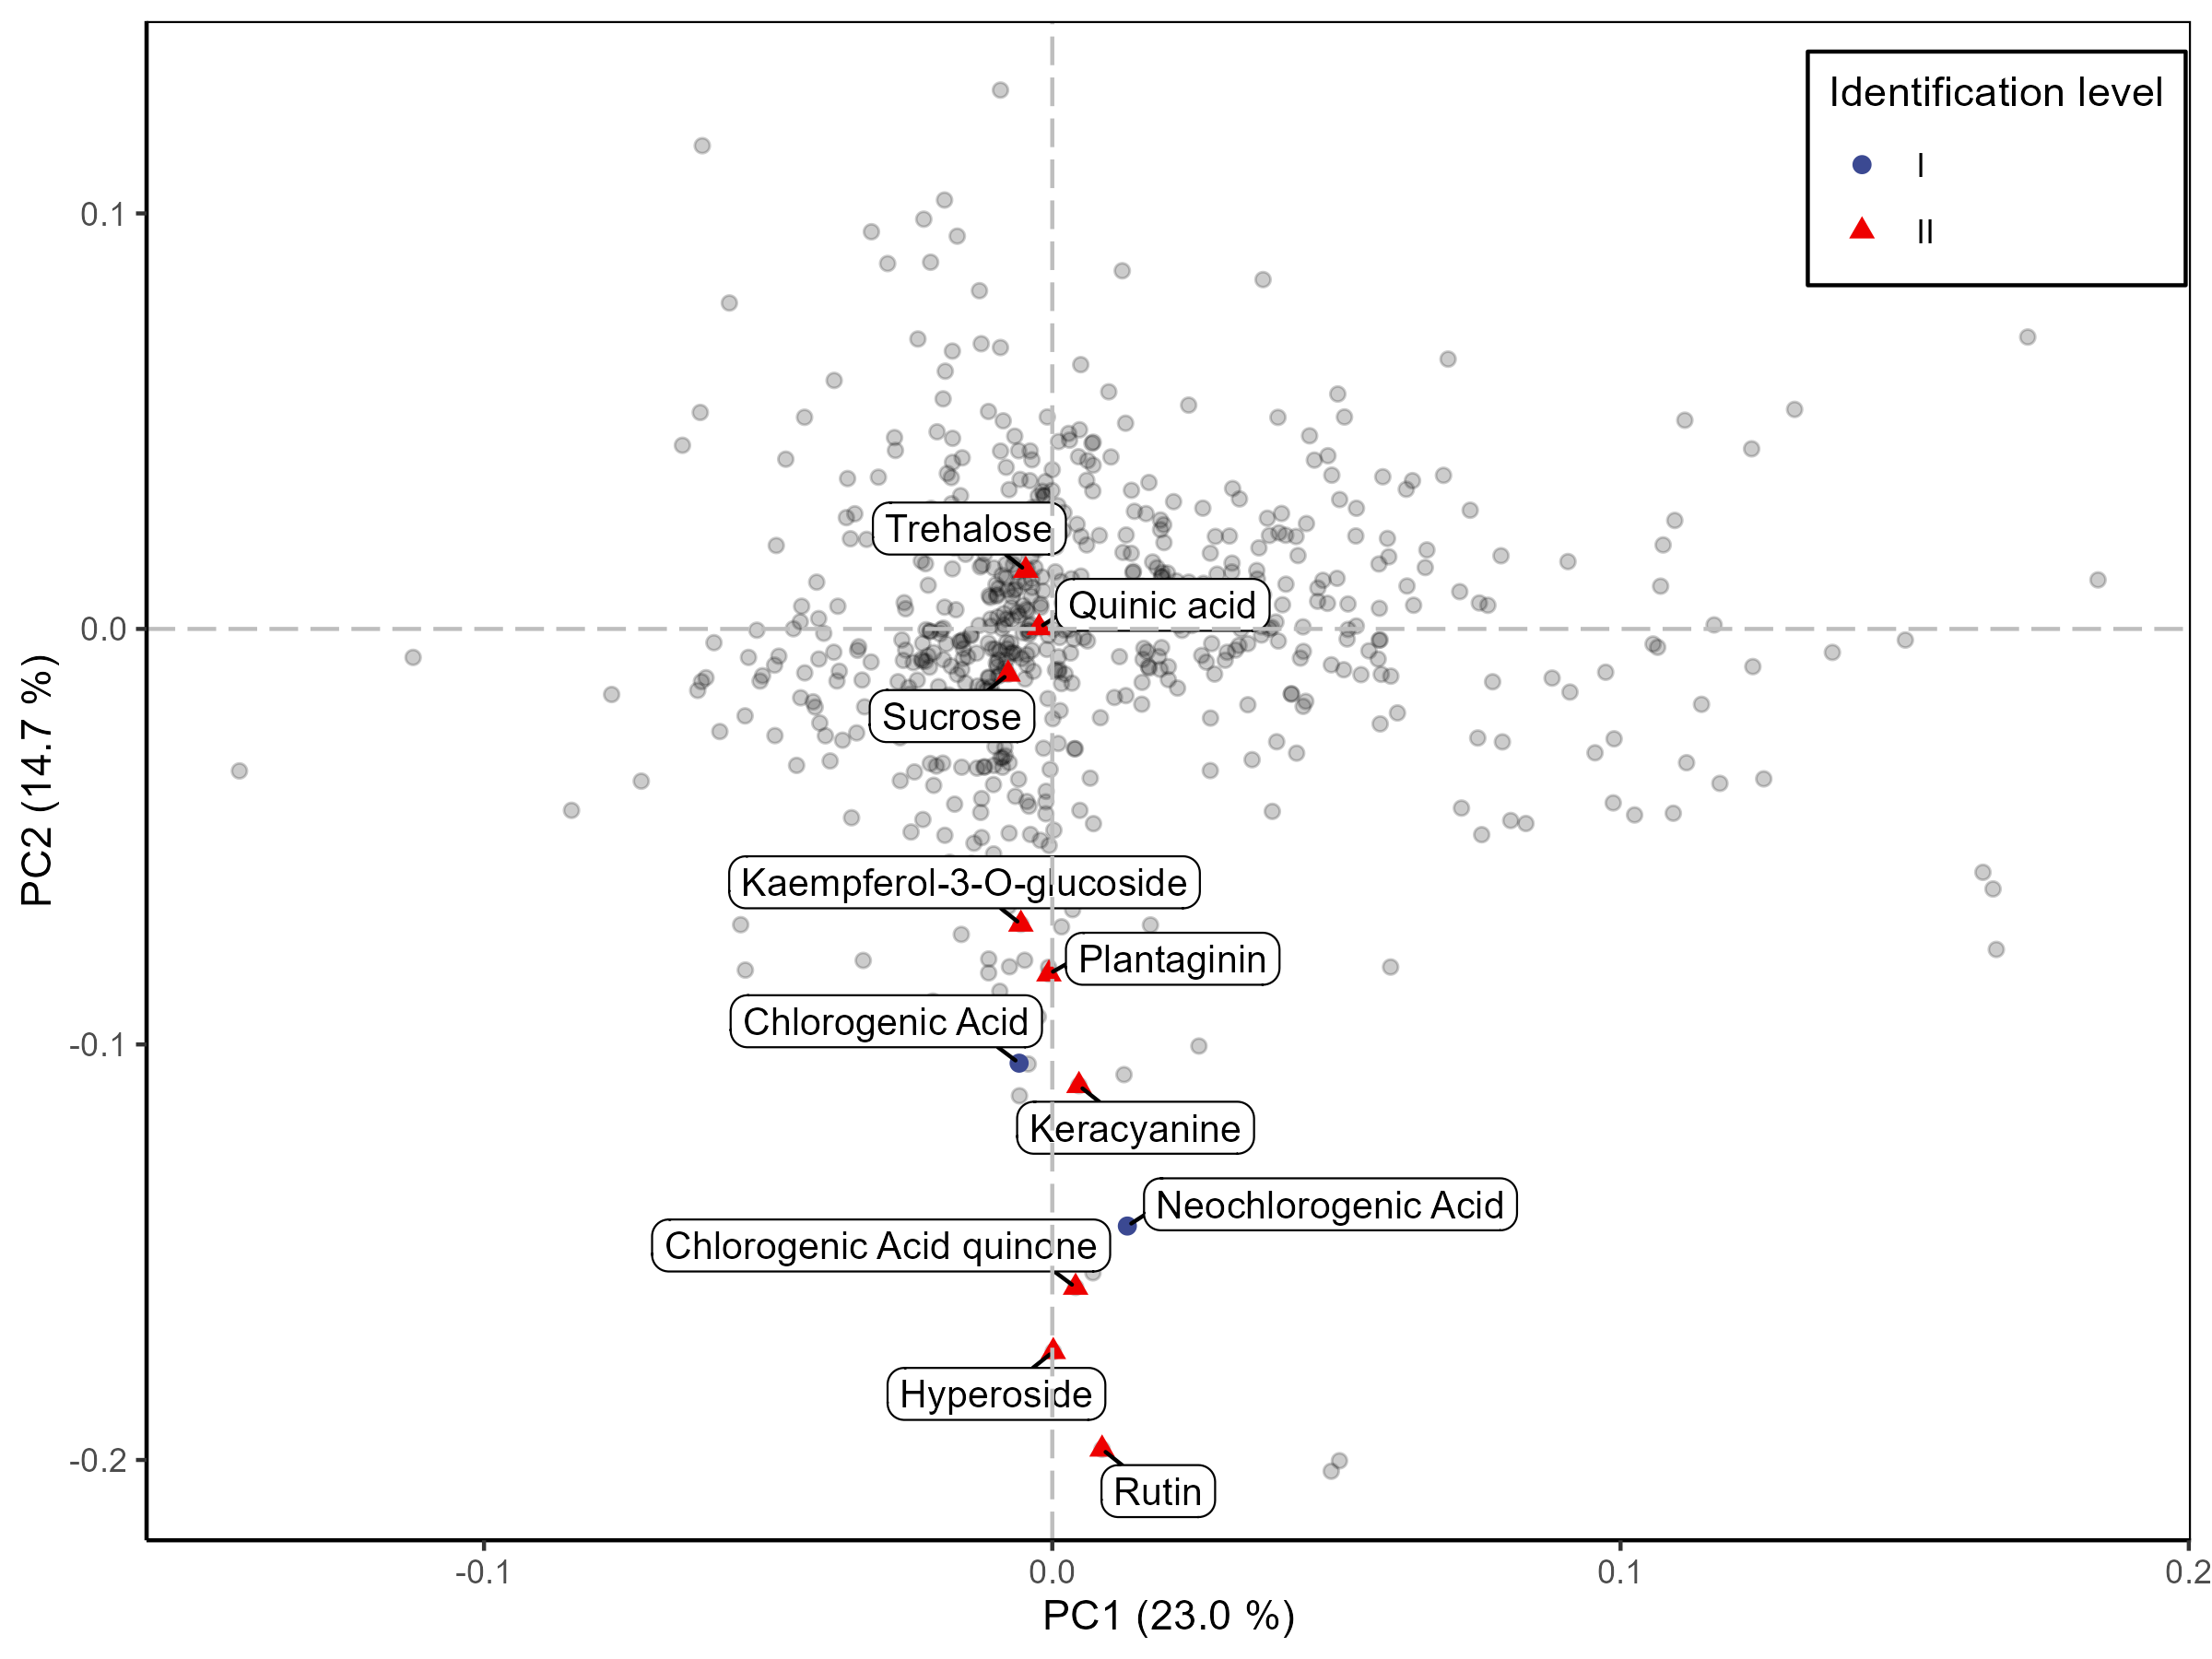 Identification level
I
II
0.1
0.0
-0.1
-0.2
PC2 (14.7 %)
Trehalose
Quinic acid
Sucrose
Kaempferol-3-O-glucoside
Plantaginin
Chlorogenic Acid
Keracyanine
Neochlorogenic Acid
Chlorogenic Acid quinone
Hyperoside
Rutin
-0.1
0.0
0.1
0.2
PC1 (23.0 %)